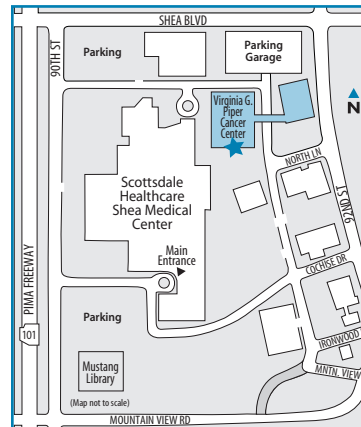 SHEA BLVD
90TH ST
Parking
Parking
Garage
Virginia G.
Piper
Cancer
Center
N
NORTH LN
92ND ST
Scottsdale
Healthcare
Shea Medical
Center
Main
Entrance
COCHISE DR
PIMA FREEWAY
101
Parking
IRONWOOD
MNTN. VIEW
Mustang
Library
(Map not to scale)
MOUNTAIN VIEW RD